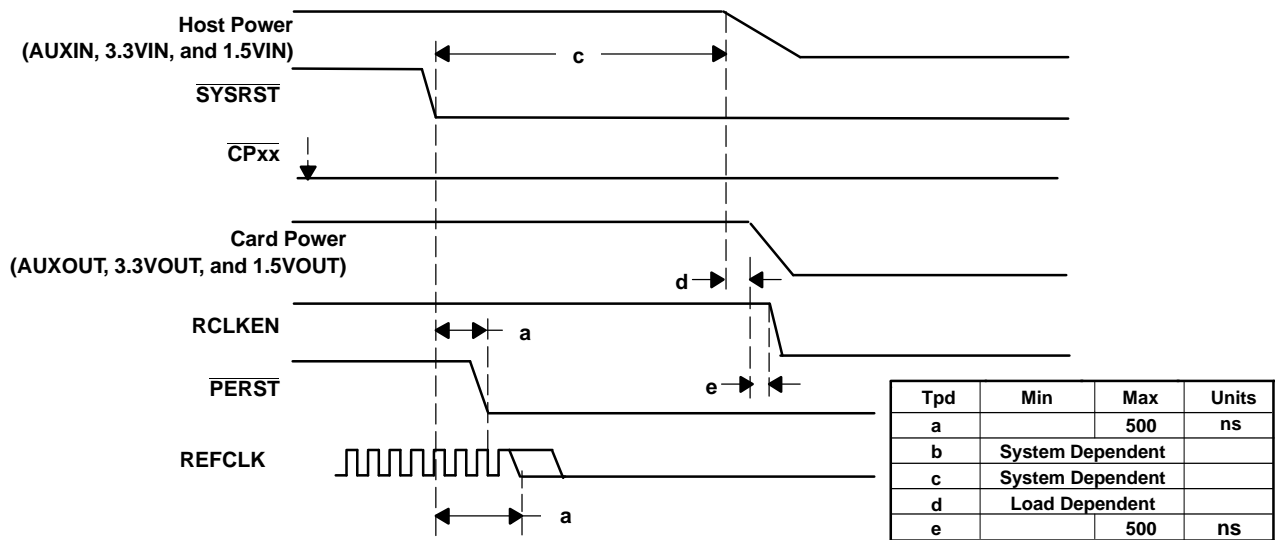 Host Power
(AUXIN, 3.3VIN, and 1.5VIN)
c
SYSRST
CPxx
Card Power
(AUXOUT, 3.3VOUT, and 1.5VOUT)
d
RCLKEN
a
PERST
e
REFCLK
a
Tpd Min Max Units
a 500 ns
b System Dependent
c System Dependent
d Load Dependent
e 500 ns